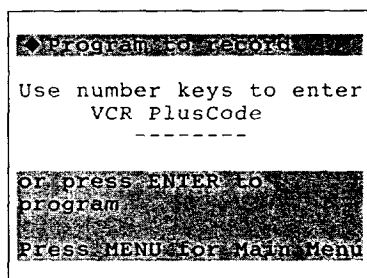 ◆Program to record
Use number keys to enter
VCR PlusCode
--------
or press ENTER to
program
Press MENU for Main Menu